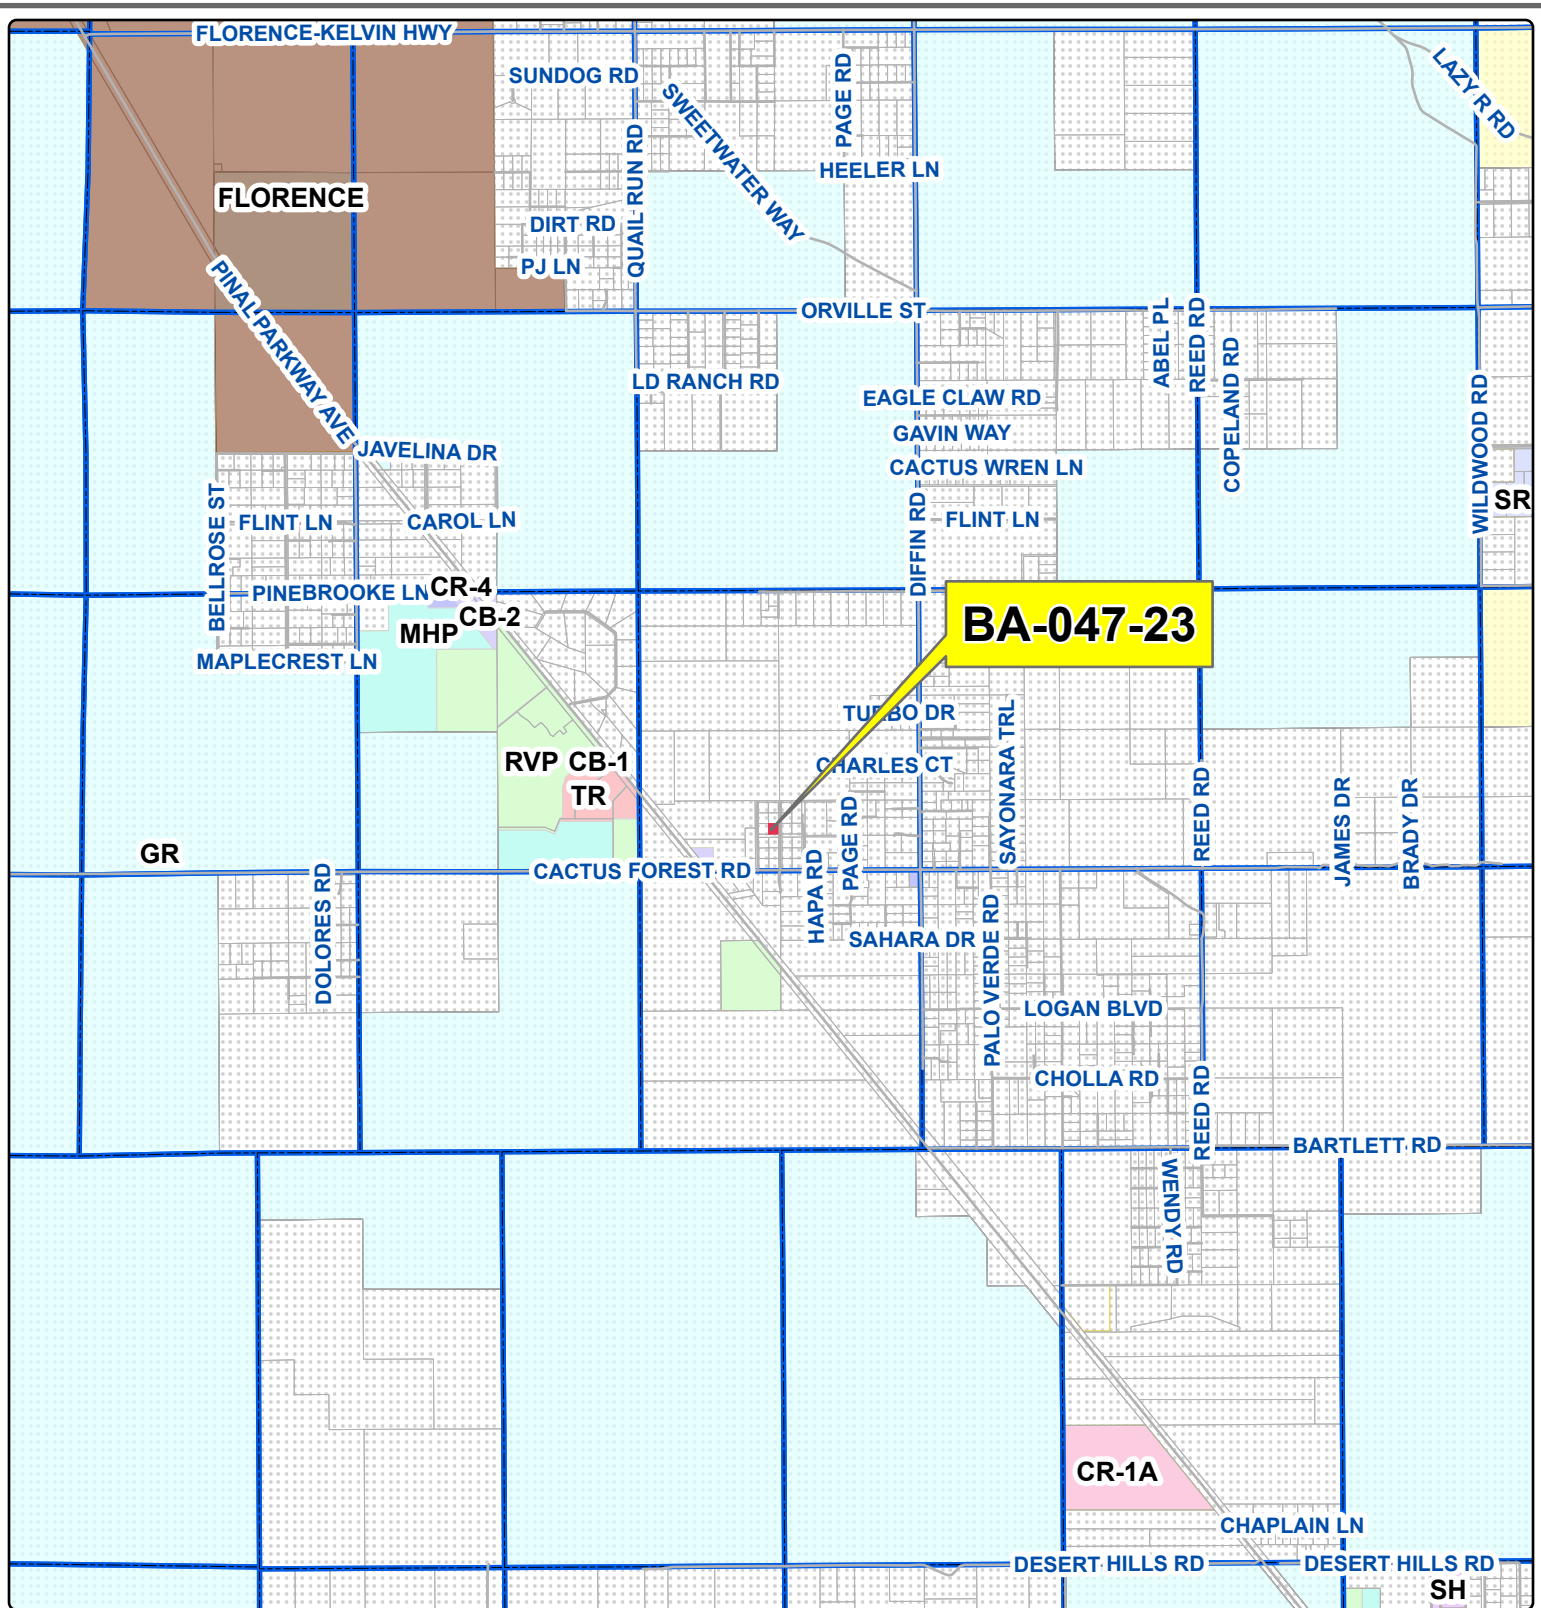 FLORENCE-KELVIN HWY
SUNDOG RD
PAGE RD
LAZY R RD
SWEETWATER WAY
QUAIL RUN RD
HEELER LN
FLORENCE
DIRT RD
PJ LN
PINAL PARKWAY AVE
ORVILLE ST
ABEL PL
REED RD
COPELAND RD
LD RANCH RD
EAGLE CLAW RD
WILDWOOD RD
GAVIN WAY
JAVELINA DR
CACTUS WREN LN
BELLROSE ST
SR
FLINT LN
CAROL LN
DIFFIN RD
FLINT LN
PINEBROOKE LN
CR-4
CB-2
MHP
BA-047-23
MAPLECREST LN
TURBO DR
SAYONARA TRL
RVP
CB-1
CHARLES CT
TR
PAGE RD
REED RD
JAMES DR
BRADY DR
GR
HAPA RD
CACTUS FOREST RD
DOLORES RD
SAHARA DR
PALO VERDE RD
LOGAN BLVD
CHOLLA RD
REED RD
BARTLETT RD
WENDY RD
CR-1A
CHAPLAIN LN
DESERT HILLS RD
DESERT HILLS RD
SH